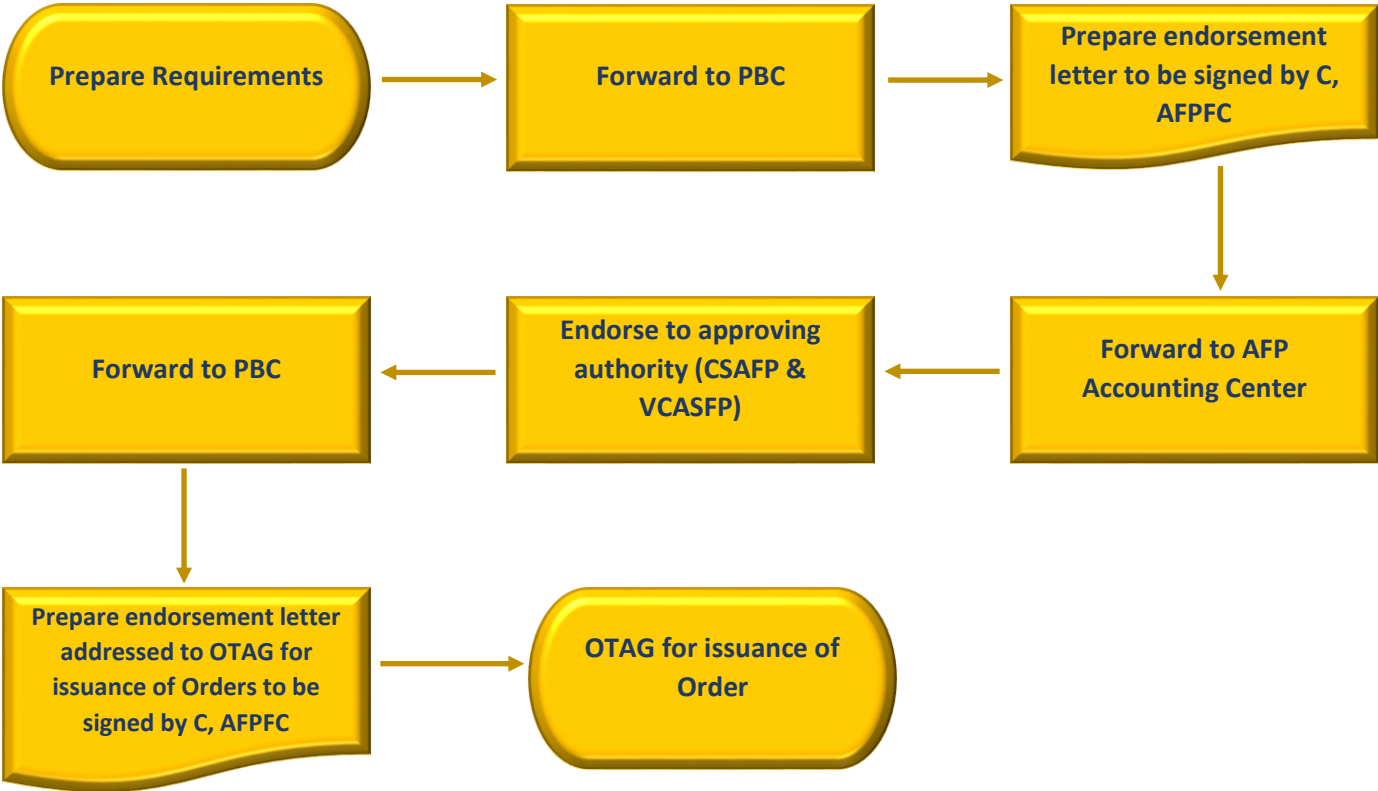 Prepare Requirements
Forward to PBC
Prepare endorsement
letter to be signed by C,
AFPFC
Forward to AFP
Accounting Center
Endorse to approving
authority (CSAFP &
VCASFP)
Forward to PBC
Prepare endorsement letter
addressed to OTAG for
issuance of Orders to be
signed by C, AFPFC
OTAG for issuance of
Order